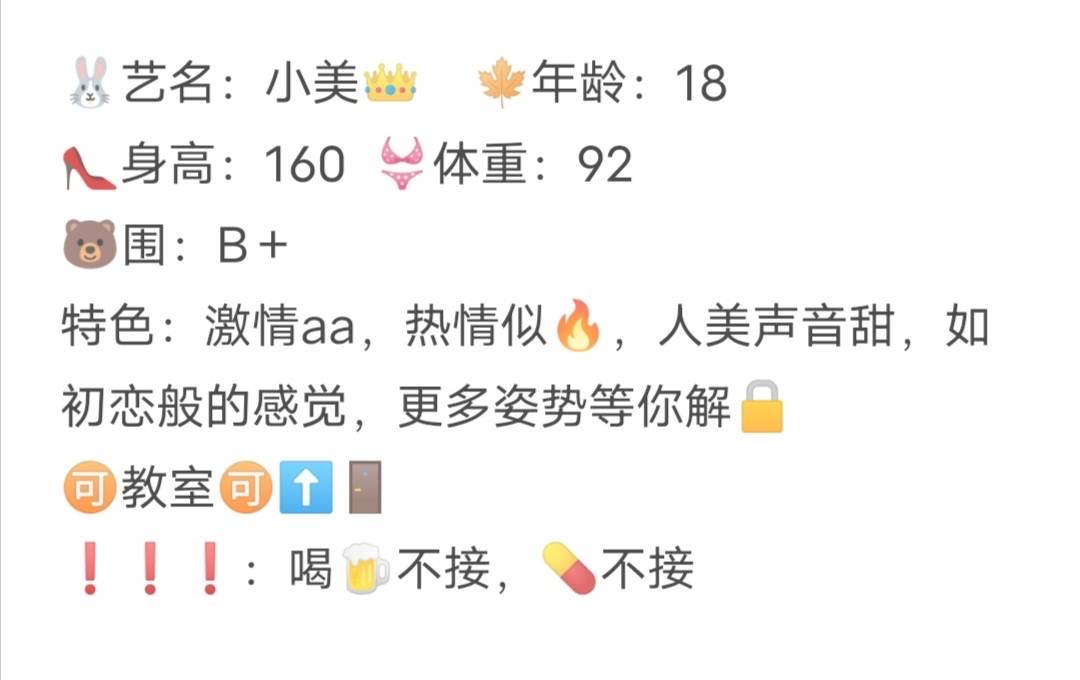 🐰艺名：小美👑 🍁年龄：18
👠身高：160 👙体重：92
🐻围：B+
特色：激情aa，热情似🔥，人美声音甜，如
初恋般的感觉，更多姿势等你解🔒
🉑教室🉑⬆️🚪
❗❗❗：喝🍺不接，💊不接